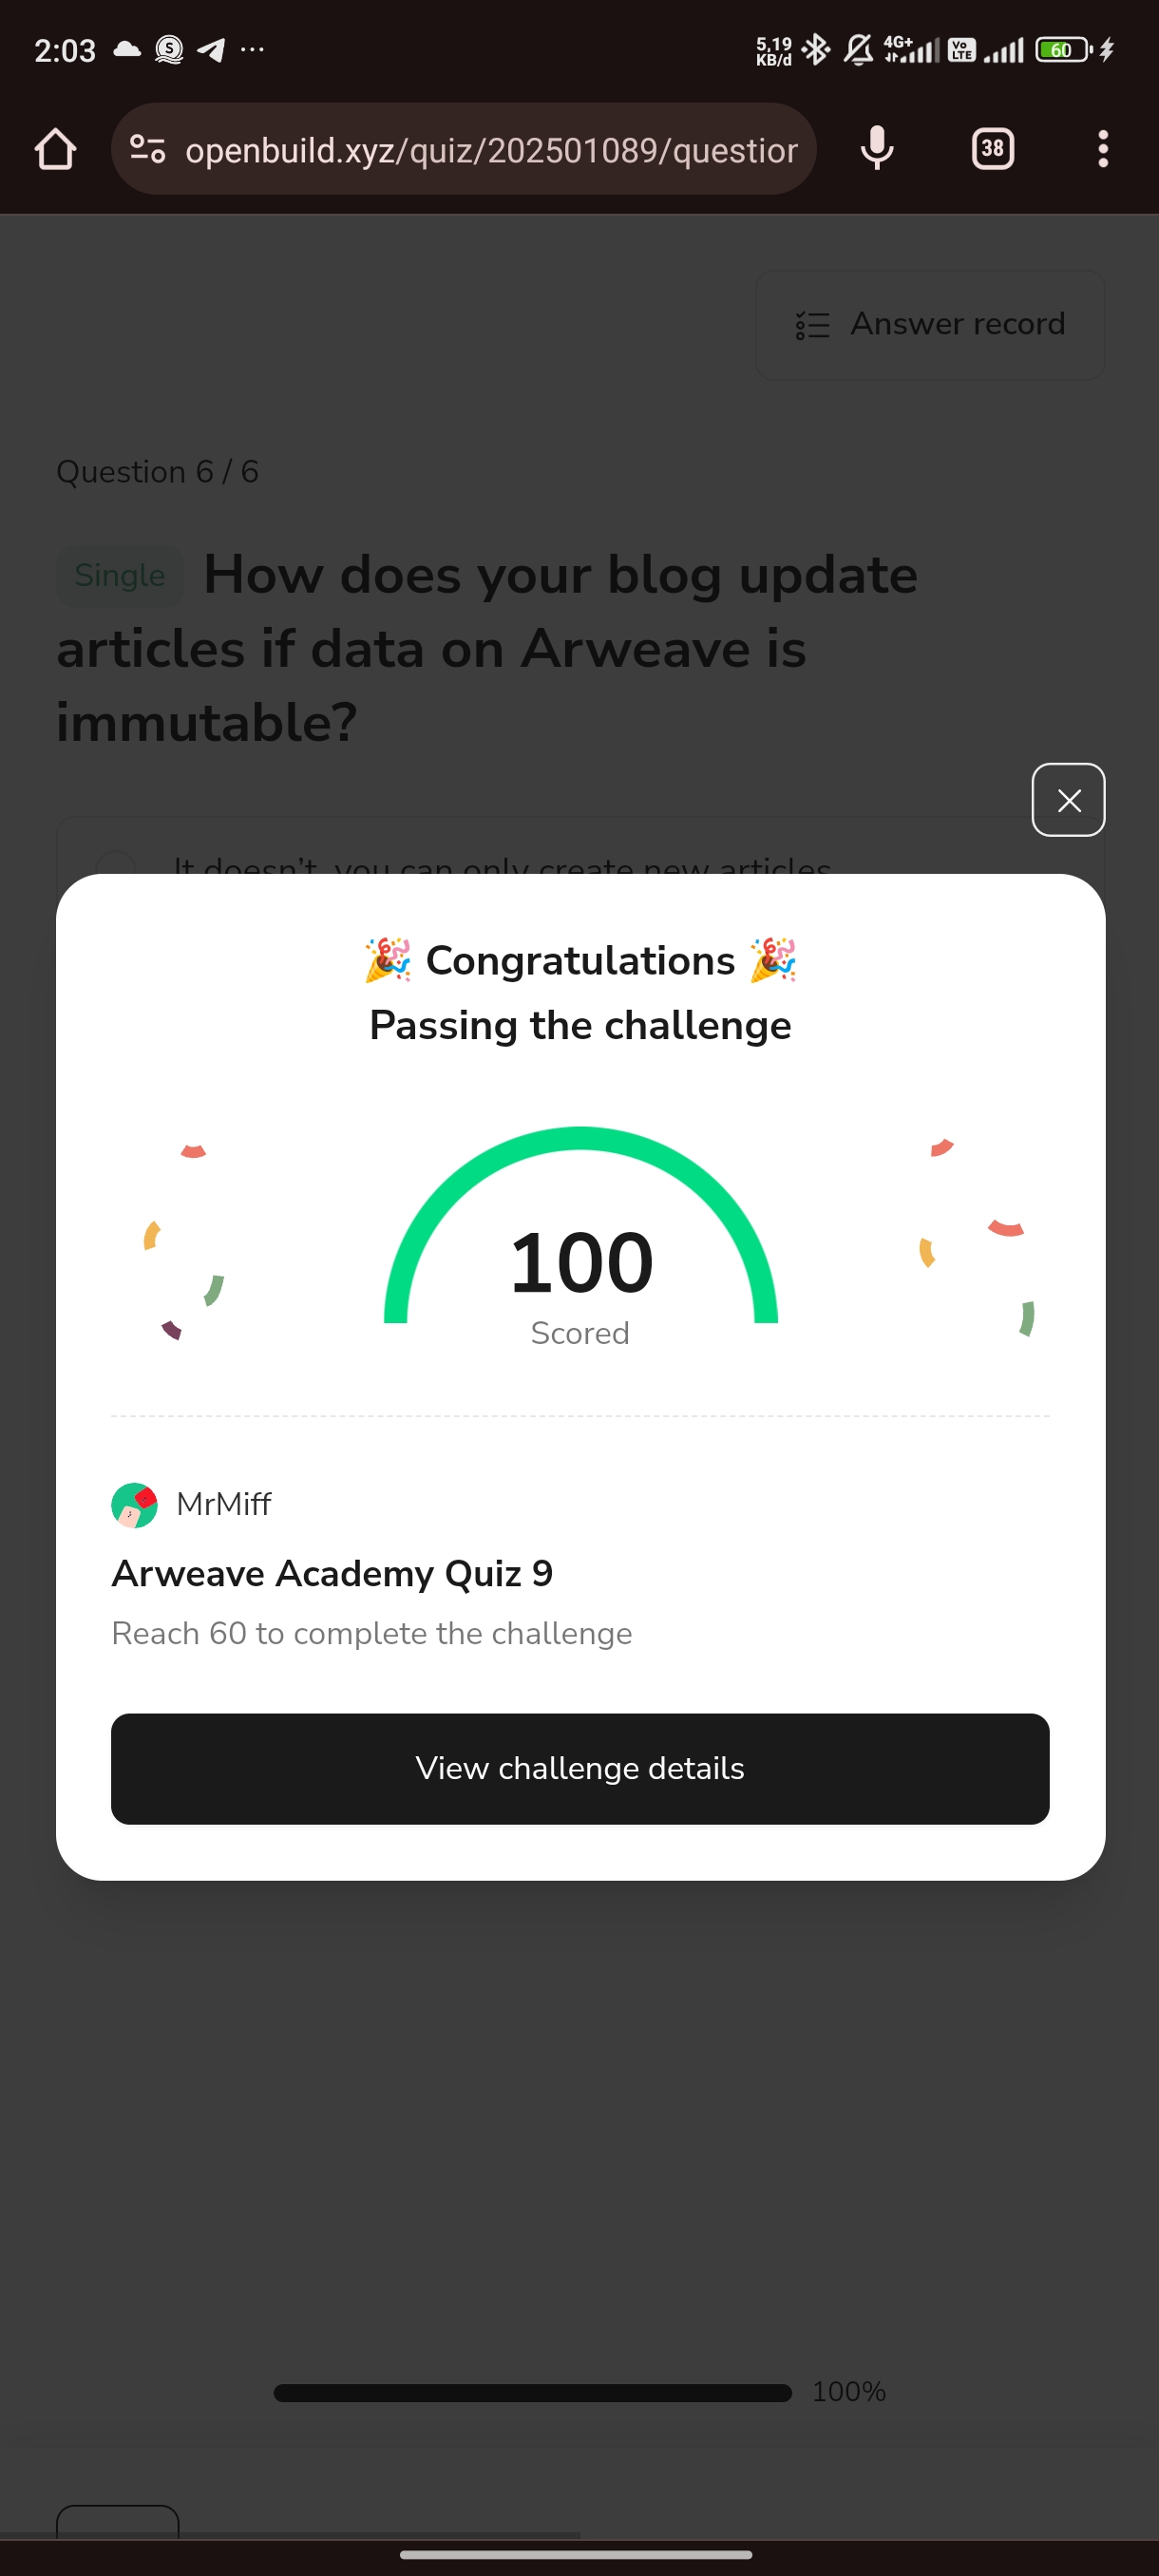 2:03
5,19
KB/d
4G+
Vo
LTE
60
openbuild.xyz/quiz/202501089/question
38
Answer record
Question 6 / 6
Single How does your blog update
articles if data on Arweave is
immutable?
It doesn't, you can only create new articles
🎉 Congratulations 🎉
Passing the challenge
100
Scored
MrMiff
Arweave Academy Quiz 9
Reach 60 to complete the challenge
View challenge details
100%